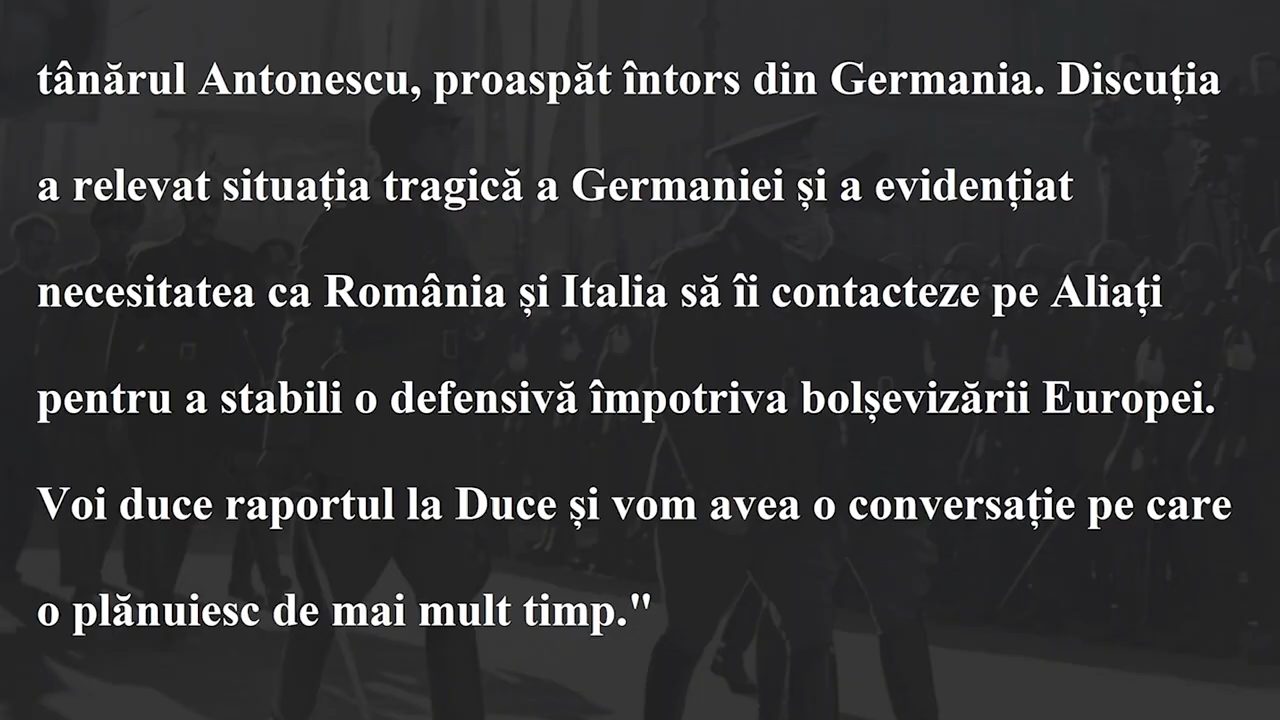 tânărul Antonescu, proaspăt întors din Germania. Discuția
a relevat situația tragică a Germaniei și a evidențiat
necesitatea ca România și Italia să îi contacteze pe Aliați
pentru a stabili o defensivă împotriva bolșevizării Europei.
Voi duce raportul la Duce și vom avea o conversație pe care
o plănuiesc de mai mult timp."